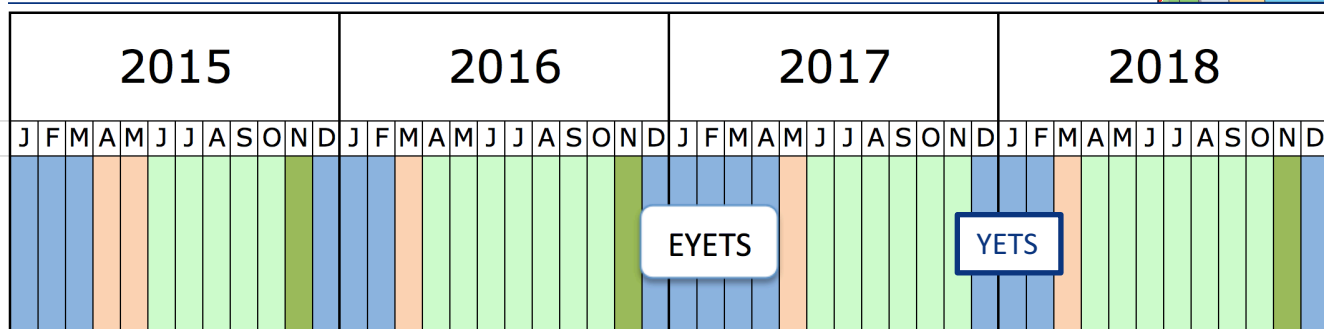 2015 2016 2017 2018
J F M A M J J A S O N D J F M A M J J A S O N D J F M A M J J A S O N D J F M A M J J A S O N D
EYETS YETS